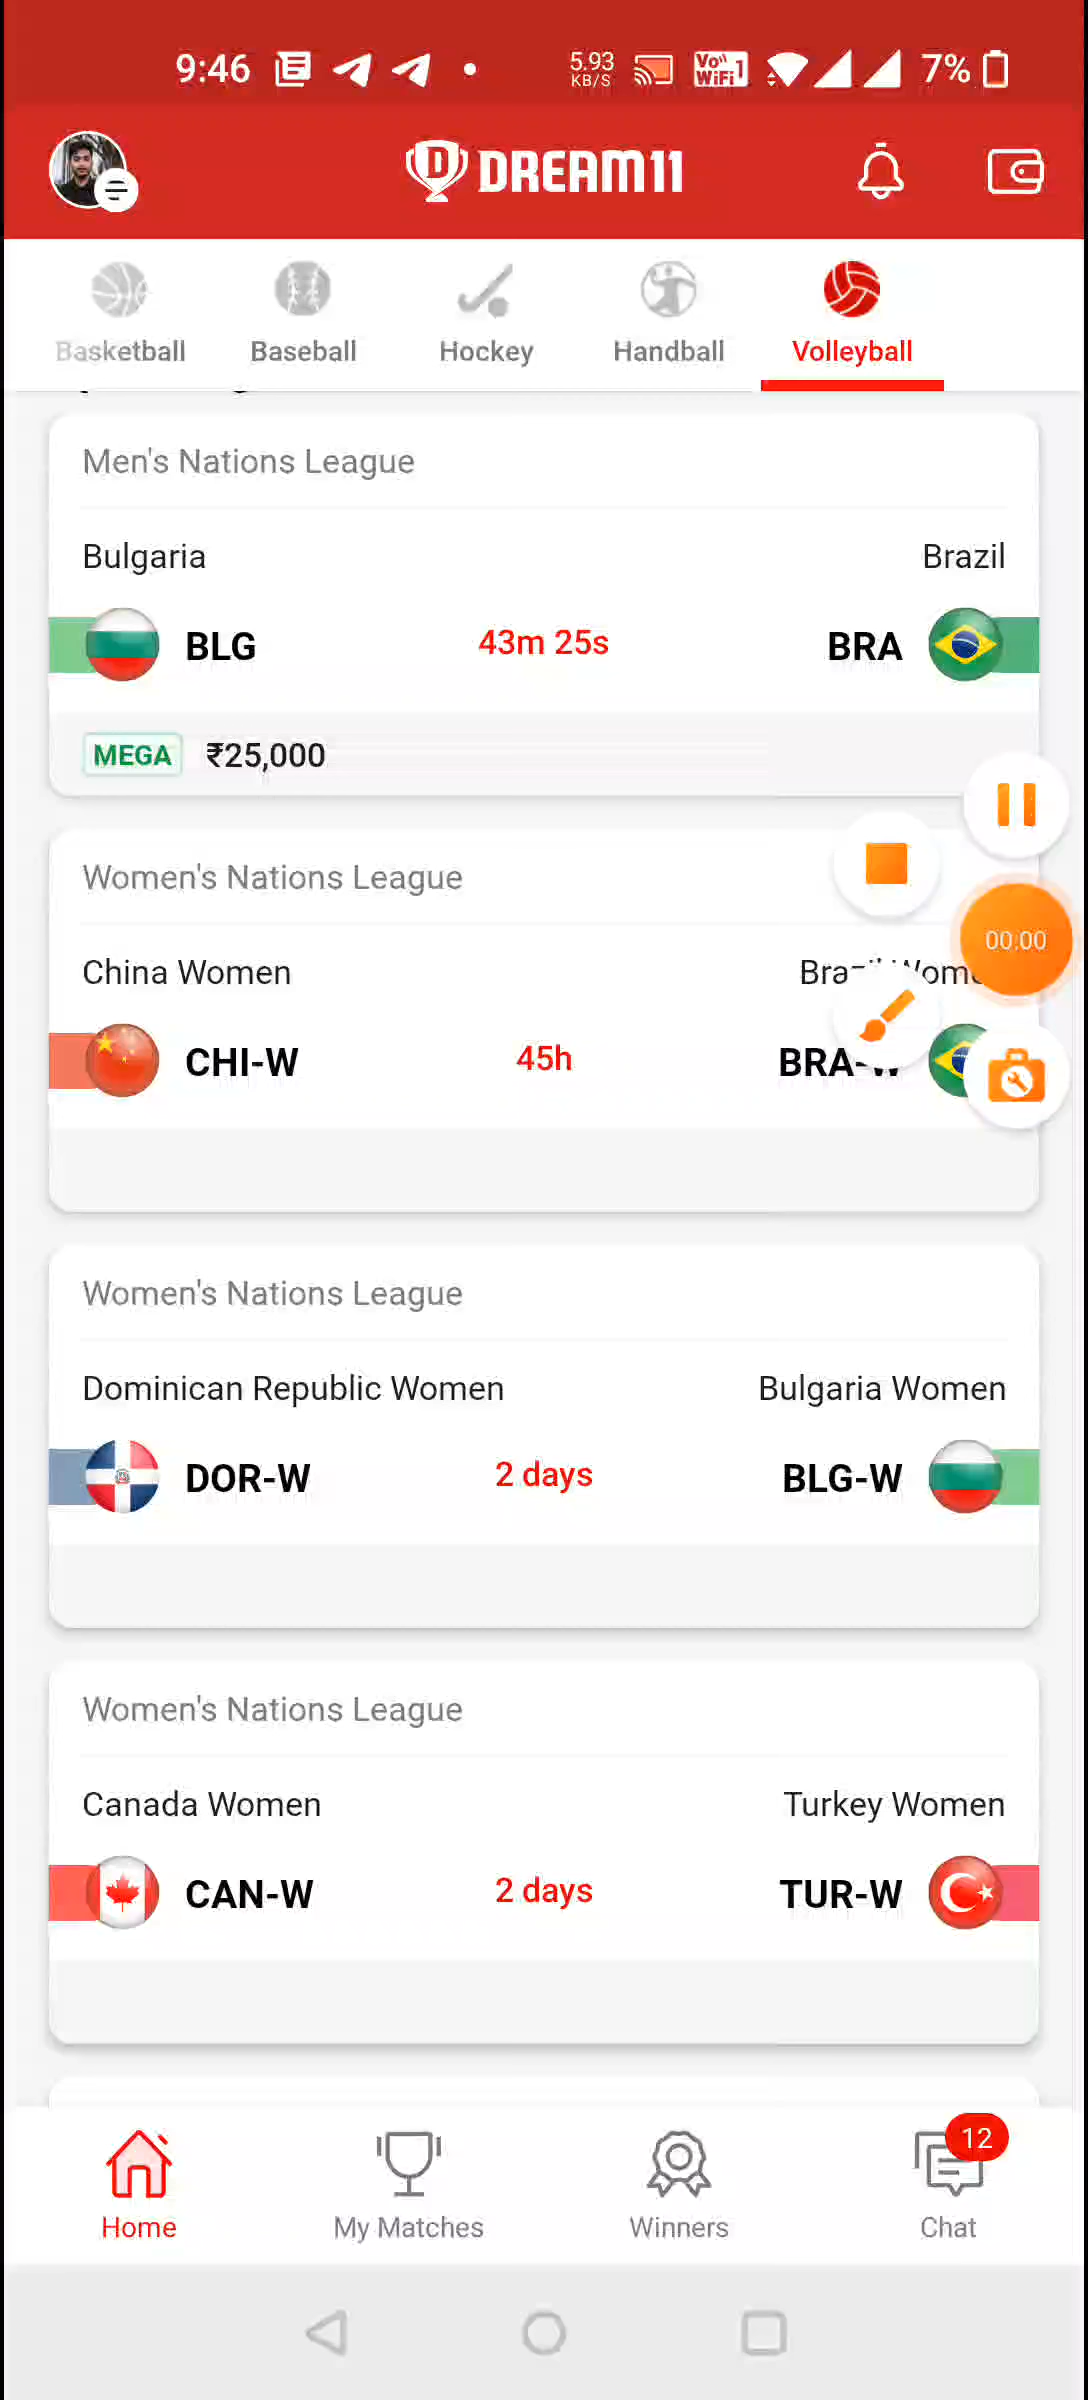 9:46 5.93 KB/S VoWiFi 1 7%
DREAM11
Basketball Baseball Hockey Handball Volleyball
Men's Nations League
Bulgaria Brazil
BLG 43m 25s BRA
MEGA ₹25,000
Women's Nations League
00:00
China Women
CHI-W 45h
Women's Nations League
Dominican Republic Women Bulgaria Women
DOR-W 2 days BLG-W
Women's Nations League
Canada Women Turkey Women
CAN-W 2 days TUR-W
12
Home My Matches Winners Chat